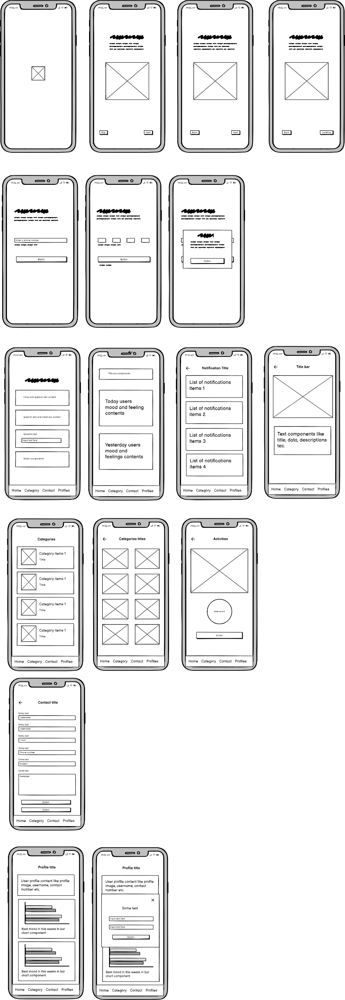 09:52 AM
09:52 AM
09:52 AM
09:52 AM
Skip
Next
Back
Next
Back
Continue
09:52 AM
09:52 AM
09:52 AM
Enter a phone number
Button
Button
Button
09:52 AM
Emoji and question text content
question text and check box content
Question text
Input text field
Button components
Home Category Contact Profiles
09:52 AM
Title bar components
Today users
mood and feeling
contents
Yesterday users
mood and
feelings contents
Home Category Contact Profiles
09:52 AM
Notification Title
List of notifications
items 1
List of notifications
items 2
List of notifications
items 3
List of notifications
items 4
Home Category Contact Profiles
09:52 AM
Title bar
Text components like
title, data, descriptions
tec.
Home Category Contact Profiles
09:52 AM
Categories
Category items 1
Time
Category items 1
Time
Category items 1
Time
Category items 1
Time
Home Category Contact Profiles
09:52 AM
Categories titles
Home Category Contact Profiles
09:52 AM
Activities
time count
Button
Home Category Contact Profiles
09:52 AM
Contact title
Some text
Username
Some text
Username
Some text
Email
Some text
Phone number
Some text
Subject
Some text
message
Button
Button
Home Category Contact Profiles
09:52 AM
Profile title
User profile content like profile
image, username, contact
number etc.
Best mood in this weeks in bar
chart component
Best mood in this weeks in bar
chart component
Home Category Contact Profiles
09:52 AM
Profile title
User profile content like profile
image, username, contact
number etc.
Some text
Input text field
Input text field
Button
Best mood in this weeks in bar
chart component
Home Category Contact Profiles